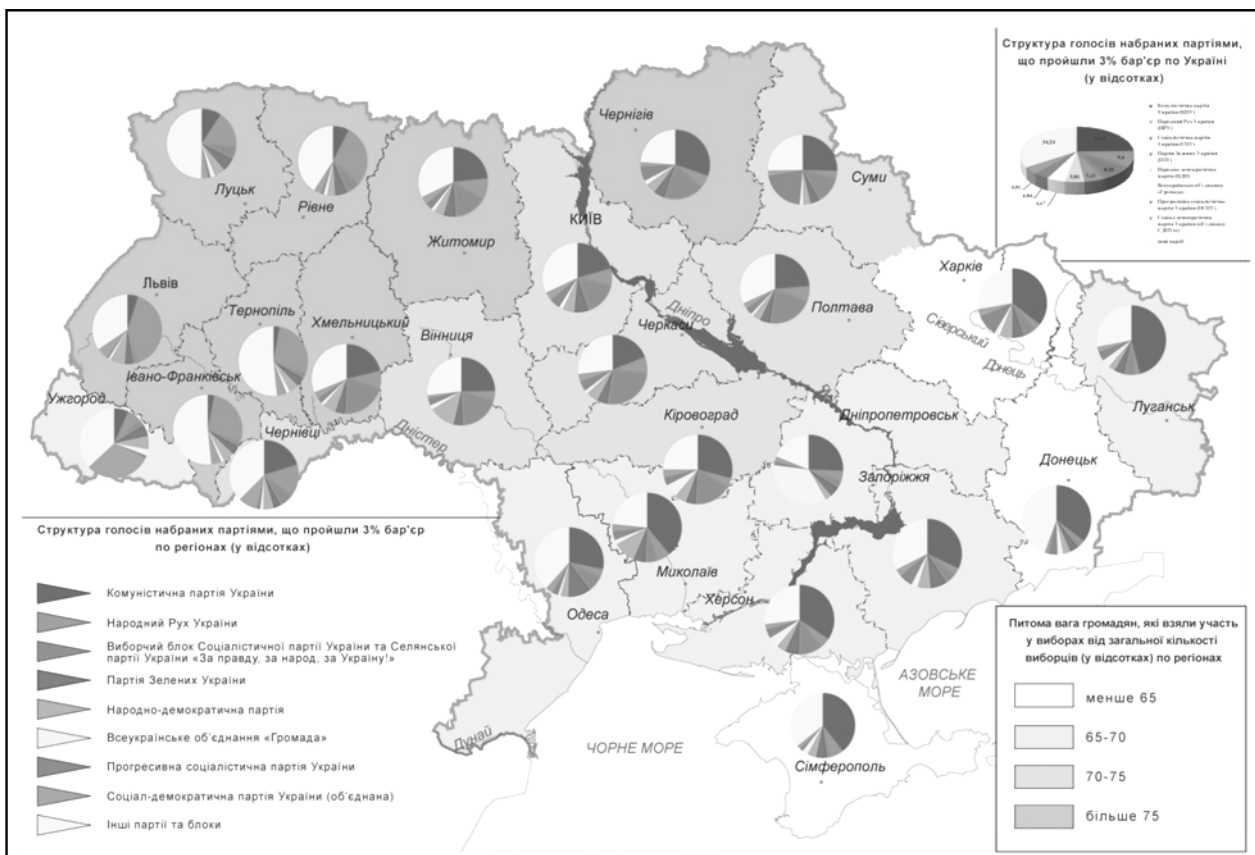 Структура голосів набраних партіями,
що пройшли 3% бар'єр по Україні
(у відсотках)
Чернігів
Суми
Луцьк
Рівне
Житомир
КИЇВ
Харків
Львів
Тернопіль
Хмельницький
Вінниця
Дніпро
Черкаси
Полтава
Сіверський
Донець
Івано-Франківськ
Ужгород
Чернівці
Дністер
Кіровоград
Дніпропетровськ
Луганськ
Донецьк
Запоріжжя
Миколаїв
Херсон
Одеса
АЗОВСЬКЕ
МОРЕ
Дунай
ЧОРНЕ МОРЕ
Сімферополь
Структура голосів набраних партіями, що пройшли 3% бар'єр
по регіонах (у відсотках)
Комуністична партія України
Народний Рух України
Виборчий блок Соціалістичної партії України та Селянської
партії України «За правду, за народ, за Україну!»
Партія Зелених України
Народно-демократична партія
Всеукраїнське об'єднання «Громада»
Прогресивна соціалістична партія України
Соціал-демократична партія України (об'єднана)
Інші партії та блоки
Питома вага громадян, які взяли участь
у виборах від загальної кількості
виборців (у відсотках) по регіонах
менше 65
65-70
70-75
більше 75